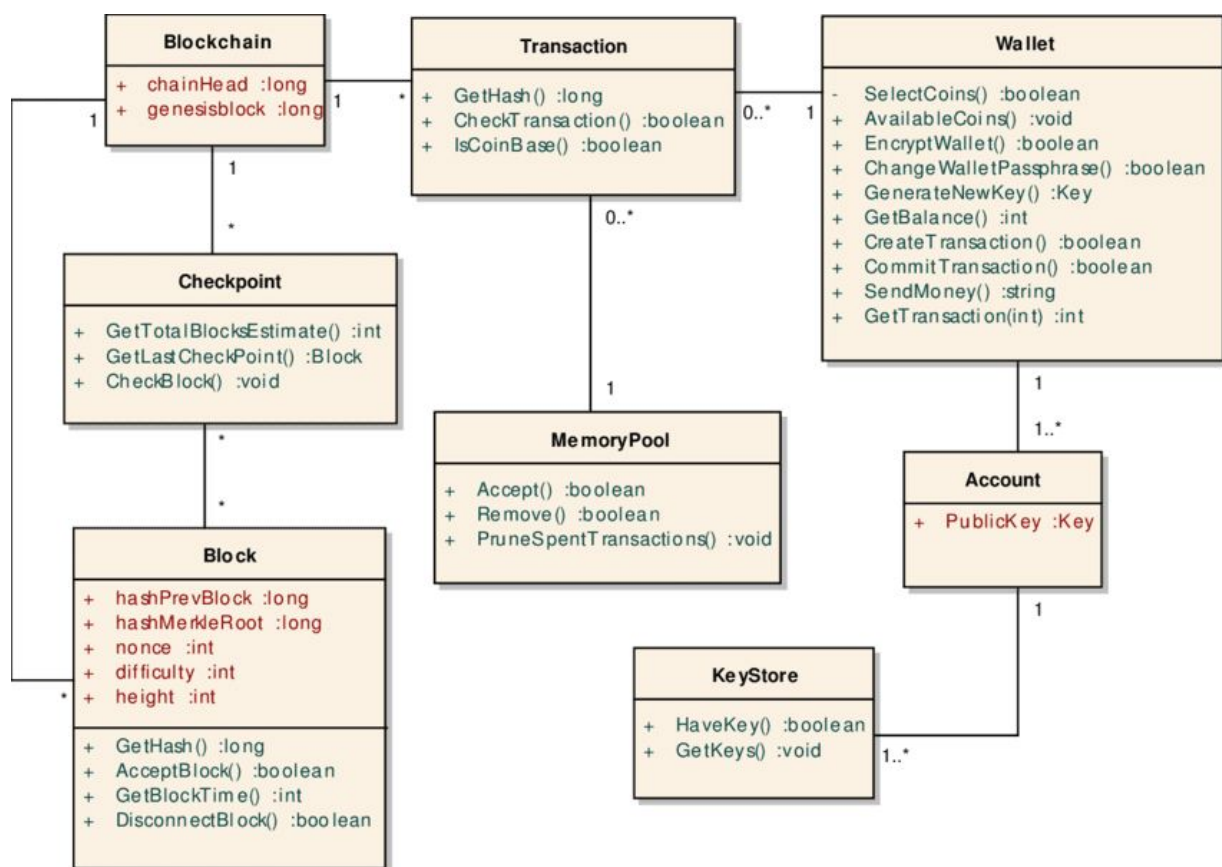 Blockchain
+ chainHead :long
+ genesisblock :long
1
1
1
*
Transaction
+ GetHash() :long
+ CheckTransaction() :boolean
+ IsCoinBase() :boolean
0..*
1
0..*
Wallet
- SelectCoins() :boolean
+ AvailableCoins() :void
+ EncryptWallet() :boolean
+ ChangeWalletPassphrase() :boolean
+ GenerateNewKey() :Key
+ GetBalance() :int
+ CreateTransaction() :boolean
+ CommitTransaction() :boolean
+ SendMoney() :string
+ GetTransaction(int) :int
1
1..*
*
Checkpoint
+ GetTotalBlocksEstimate() :int
+ GetLastCheckPoint() :Block
+ CheckBlock() :void
*
*
1
MemoryPool
+ Accept() :boolean
+ Remove() :boolean
+ PruneSpentTransactions() :void
Account
+ PublicKey :Key
1
Block
+ hashPrevBlock :long
+ hashMerkleRoot :long
+ nonce :int
+ difficulty :int
+ height :int
*
+ GetHash() :long
+ AcceptBlock() :boolean
+ GetBlockTime() :int
+ DisconnectBlock() :boolean
KeyStore
+ HaveKey() :boolean
+ GetKeys() :void
1..*